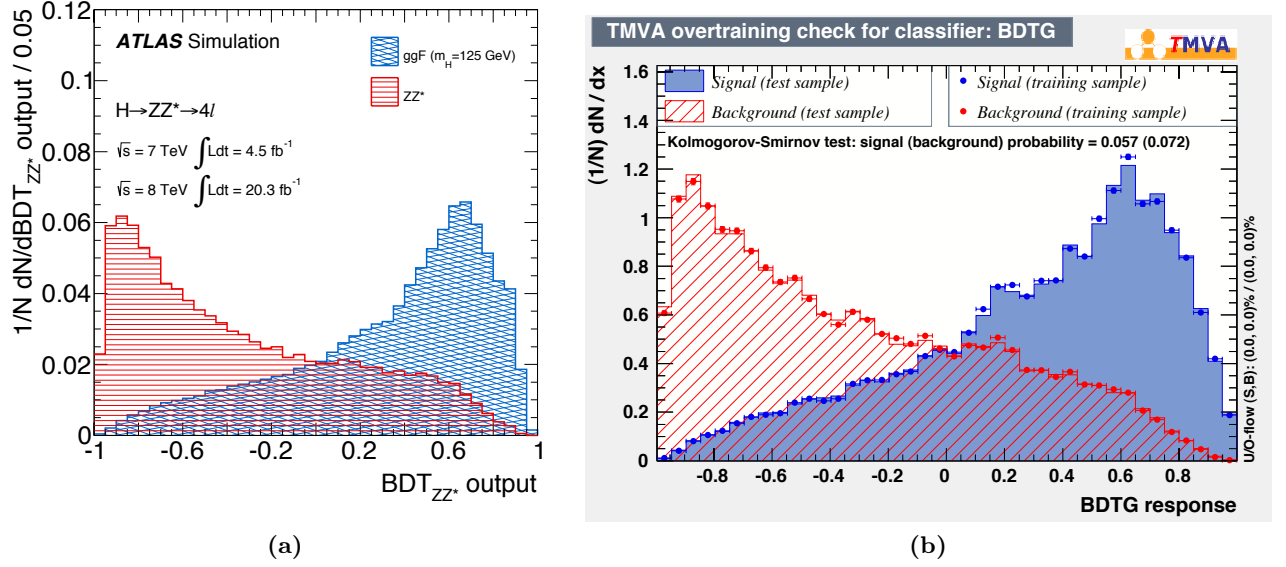 ATLAS Simulation
ggF (m_H=125 GeV)
ZZ*
H→ZZ*→4l
√s = 7 TeV ∫Ldt = 4.5 fb⁻¹
√s = 8 TeV ∫Ldt = 20.3 fb⁻¹
1/N dN/dBDT_ZZ* output / 0.05
0.12
0.1
0.08
0.06
0.04
0.02
0
-1 -0.6 -0.2 0.2 0.6 1
BDT_ZZ* output
(a)
TMVA overtraining check for classifier: BDTG
TMVA
Signal (test sample)
Background (test sample)
Signal (training sample)
Background (training sample)
Kolmogorov-Smirnov test: signal (background) probability = 0.057 (0.072)
(1/N) dN / dx
1.6
1.4
1.2
1
0.8
0.6
0.4
0.2
0
-0.8 -0.6 -0.4 -0.2 0 0.2 0.4 0.6 0.8
BDTG response
U/O-flow (S,B): (0.0, 0.0)% / (0.0, 0.0)%
(b)